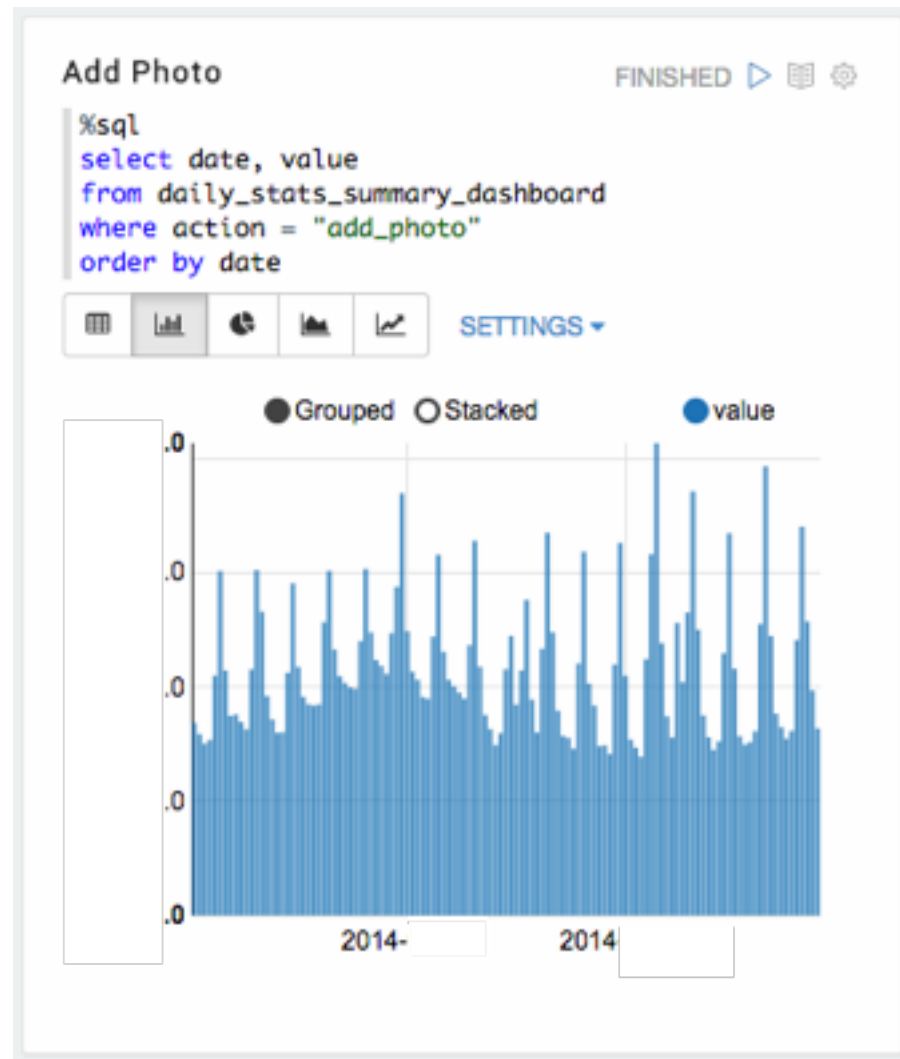 Add Photo
FINISHED
%sql
select date, value
from daily_stats_summary_dashboard
where action = "add_photo"
order by date
SETTINGS
Grouped Stacked value
.0
.0
.0
.0
.0
2014- 2014